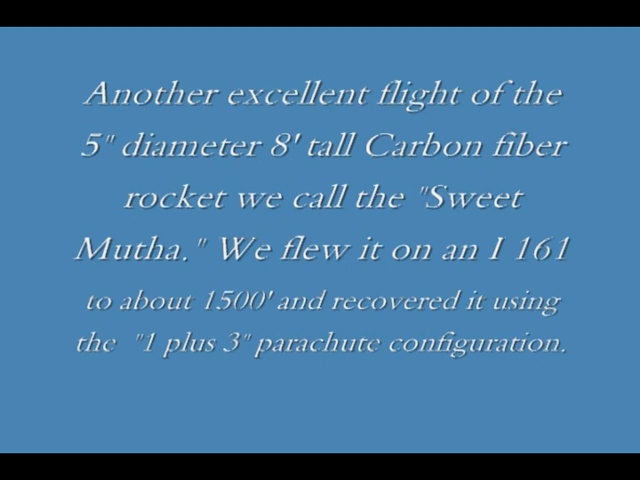 Another excellent flight of the
5" diameter 8' tall Carbon fiber
rocket we call the "Sweet
Mutha." We flew it on an I 161
to about 1500' and recovered it using
the "1 plus 3" parachute configuration.